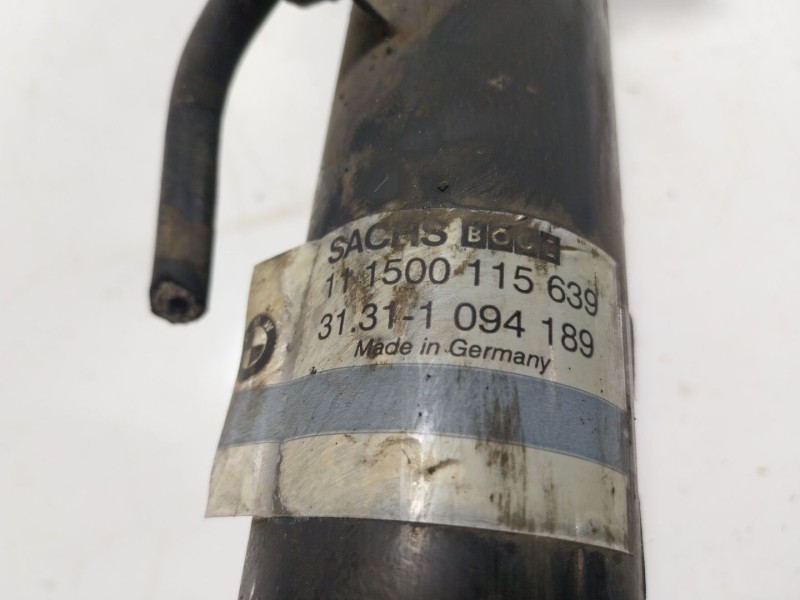 SACHS BOGE
11 1500 115 639
31.31-1 094 189
Made in Germany